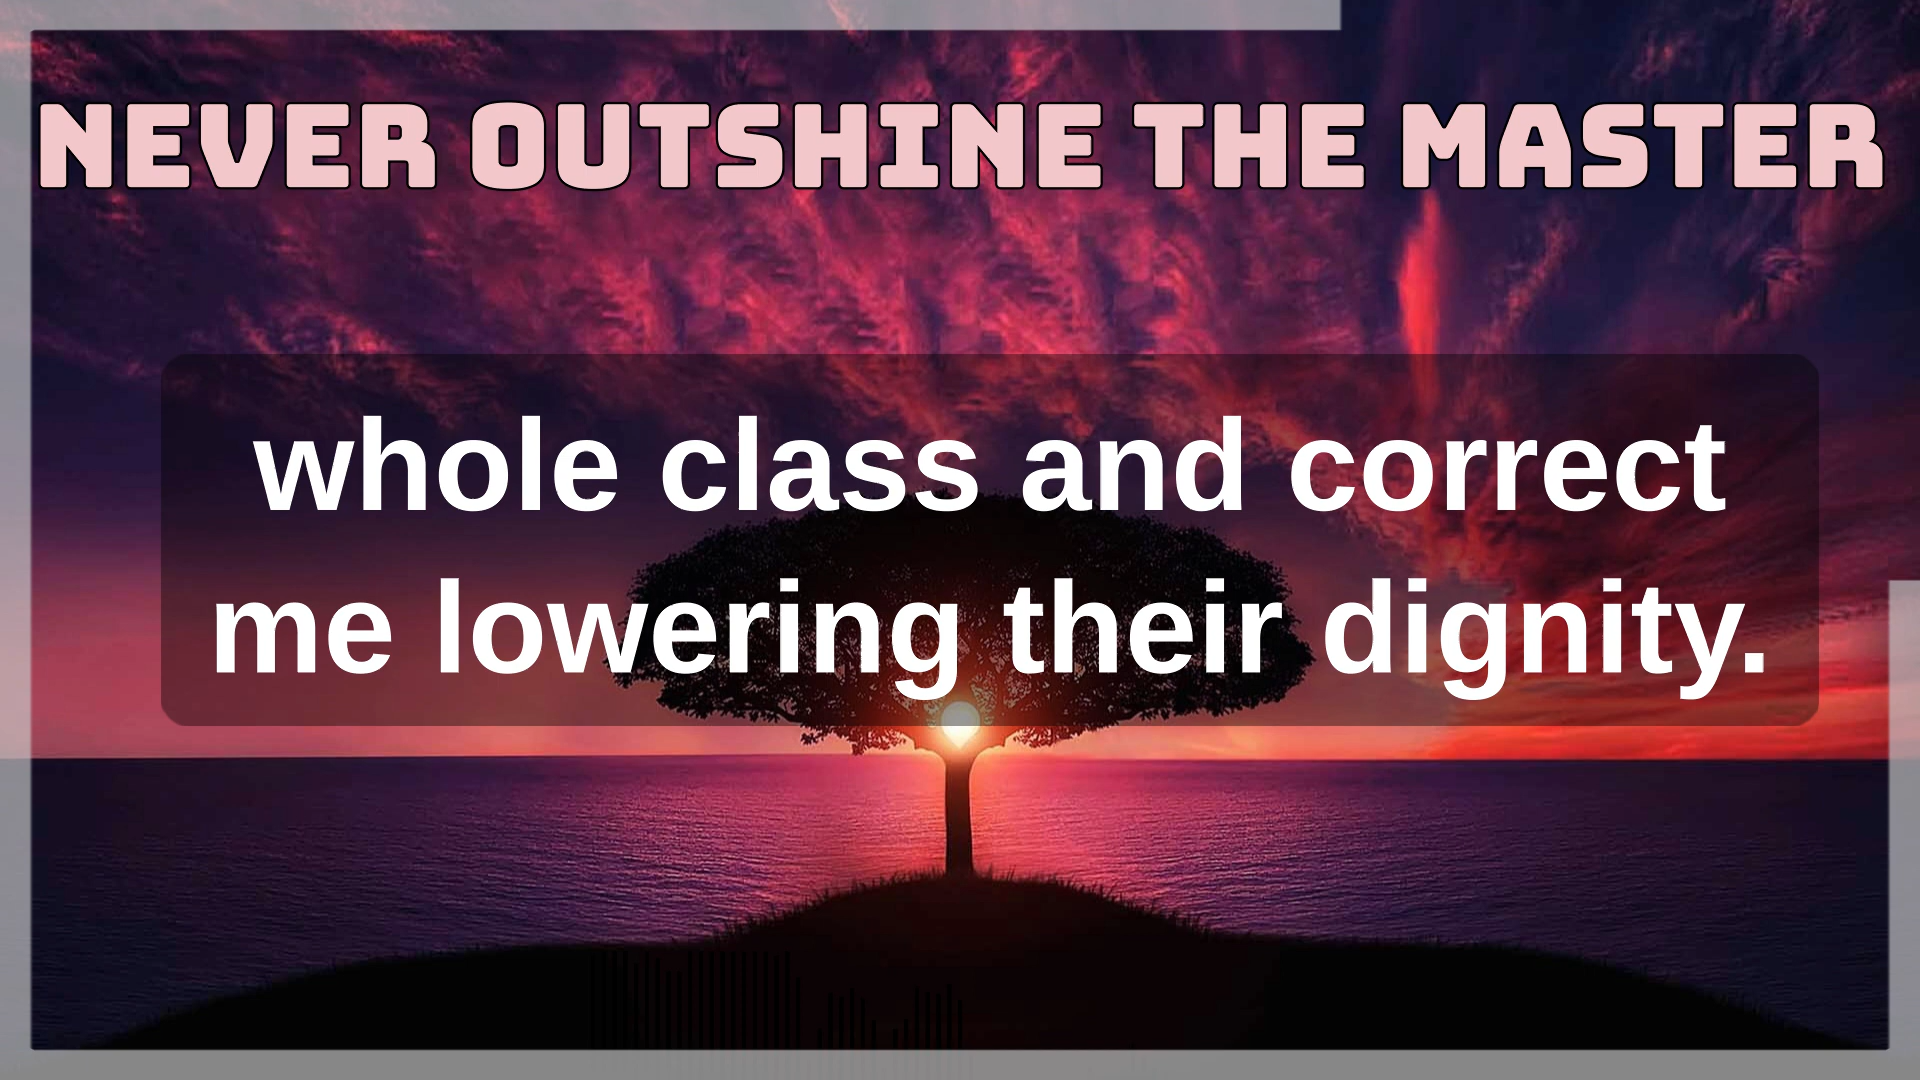 NEVER OUTSHINE THE MASTER
whole class and correct
me lowering their dignity.